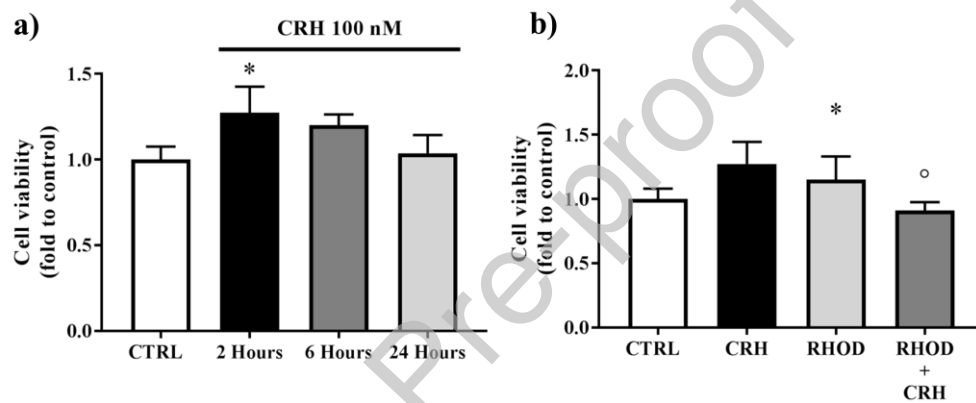 a)
CRH 100 nM
*
Cell viability
(fold to control)
1.5
1.0
0.5
0.0
CTRL 2 Hours 6 Hours 24 Hours
b)
*
°
Cell viability
(fold to control)
2.0
1.5
1.0
0.5
0.0
CTRL CRH RHOD RHOD
+
CRH
Pre-proof